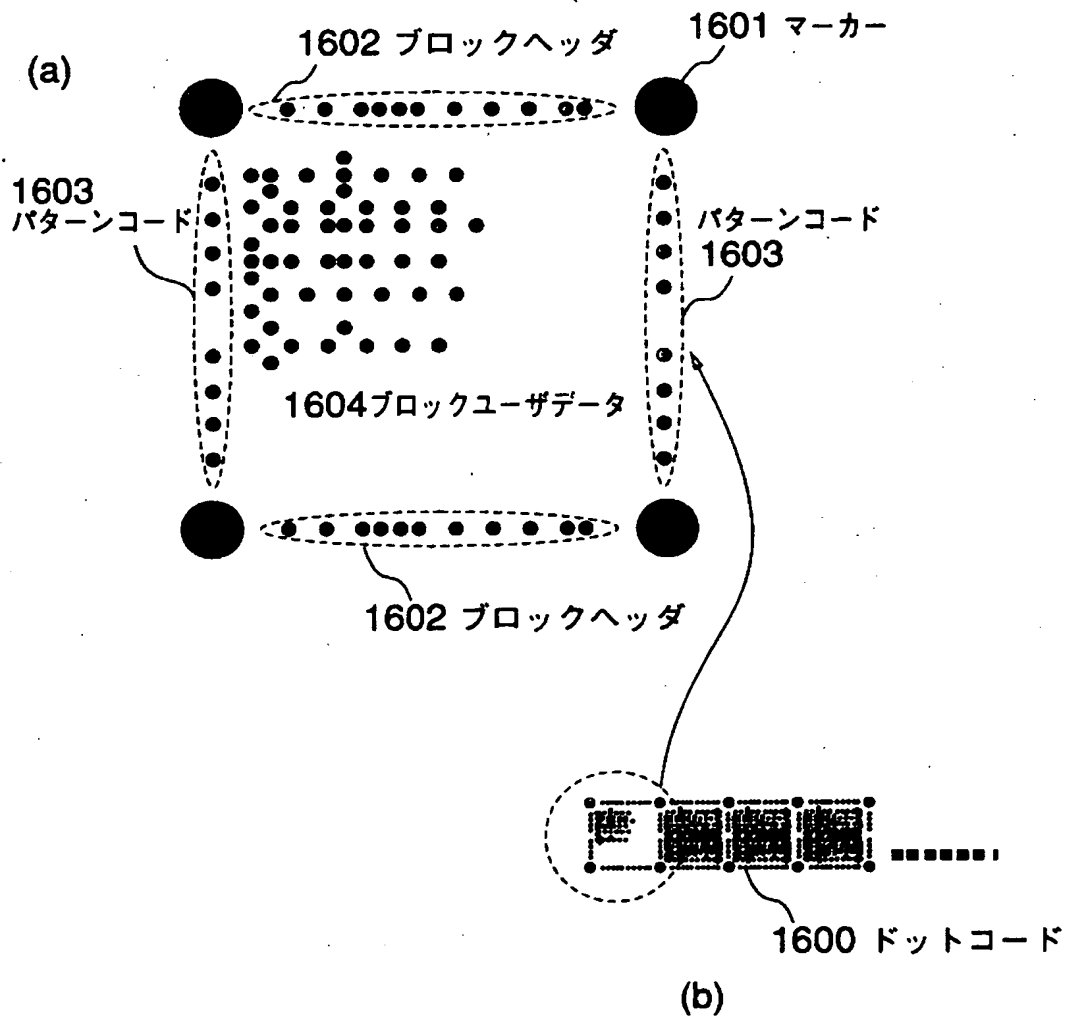 (a)
1602 ブロックヘッダ
1601 マーカー
1603
パターンコード
パターンコード
1603
1604ブロックユーザデータ
1602 ブロックヘッダ
1600 ドットコード
(b)